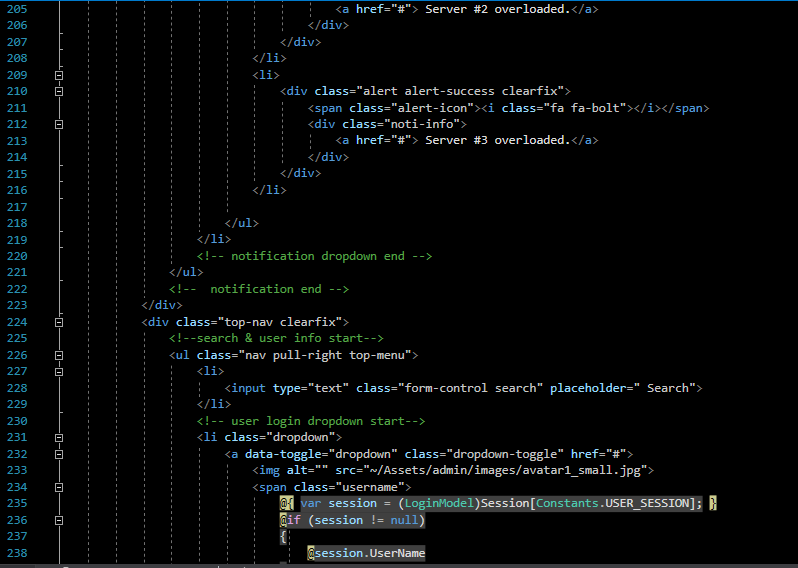 205 <a href="#"> Server #2 overloaded.</a>
206 </div>
207 </div>
208 </li>
209 <li>
210 <div class="alert alert-success clearfix">
211 <span class="alert-icon"><i class="fa fa-bolt"></i></span>
212 <div class="noti-info">
213 <a href="#"> Server #3 overloaded.</a>
214 </div>
215 </div>
216 </li>
217
218 </ul>
219 </li>
220 <!-- notification dropdown end -->
221 </ul>
222 <!--  notification end -->
223 </div>
224 <div class="top-nav clearfix">
225 <!--search & user info start-->
226 <ul class="nav pull-right top-menu">
227 <li>
228 <input type="text" class="form-control search" placeholder=" Search">
229 </li>
230 <!-- user login dropdown start-->
231 <li class="dropdown">
232 <a data-toggle="dropdown" class="dropdown-toggle" href="#">
233 <img alt="" src="~/Assets/admin/images/avatar1_small.jpg">
234 <span class="username">
235 @{ var session = (LoginModel)Session[Constants.USER_SESSION]; }
236 @if (session != null)
237 {
238 @session.UserName